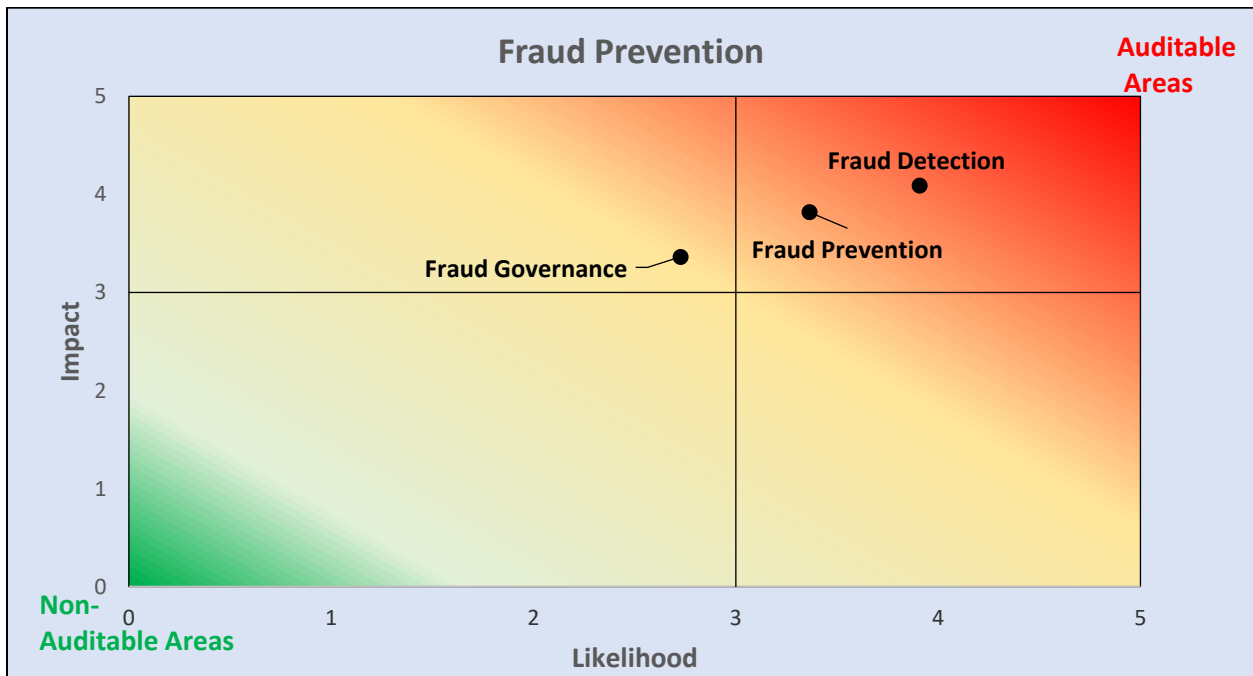 Fraud Prevention
Auditable
Areas
5
4
3
2
1
0
Impact
Fraud Detection
Fraud Prevention
Fraud Governance
0
1
2
3
4
5
Likelihood
Non-
Auditable Areas